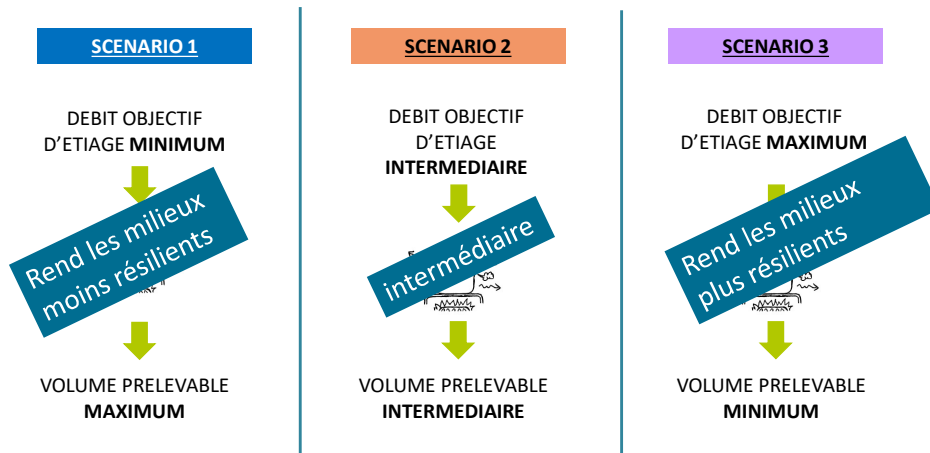 SCENARIO 1
DEBIT OBJECTIF
D'ETIAGE MINIMUM
Rend les milieux
moins résilients
VOLUME PRELEVABLE
MAXIMUM
SCENARIO 2
DEBIT OBJECTIF
D'ETIAGE
INTERMEDIAIRE
intermédiaire
VOLUME PRELEVABLE
INTERMEDIAIRE
SCENARIO 3
DEBIT OBJECTIF
D'ETIAGE MAXIMUM
Rend les milieux
plus résilients
VOLUME PRELEVABLE
MINIMUM